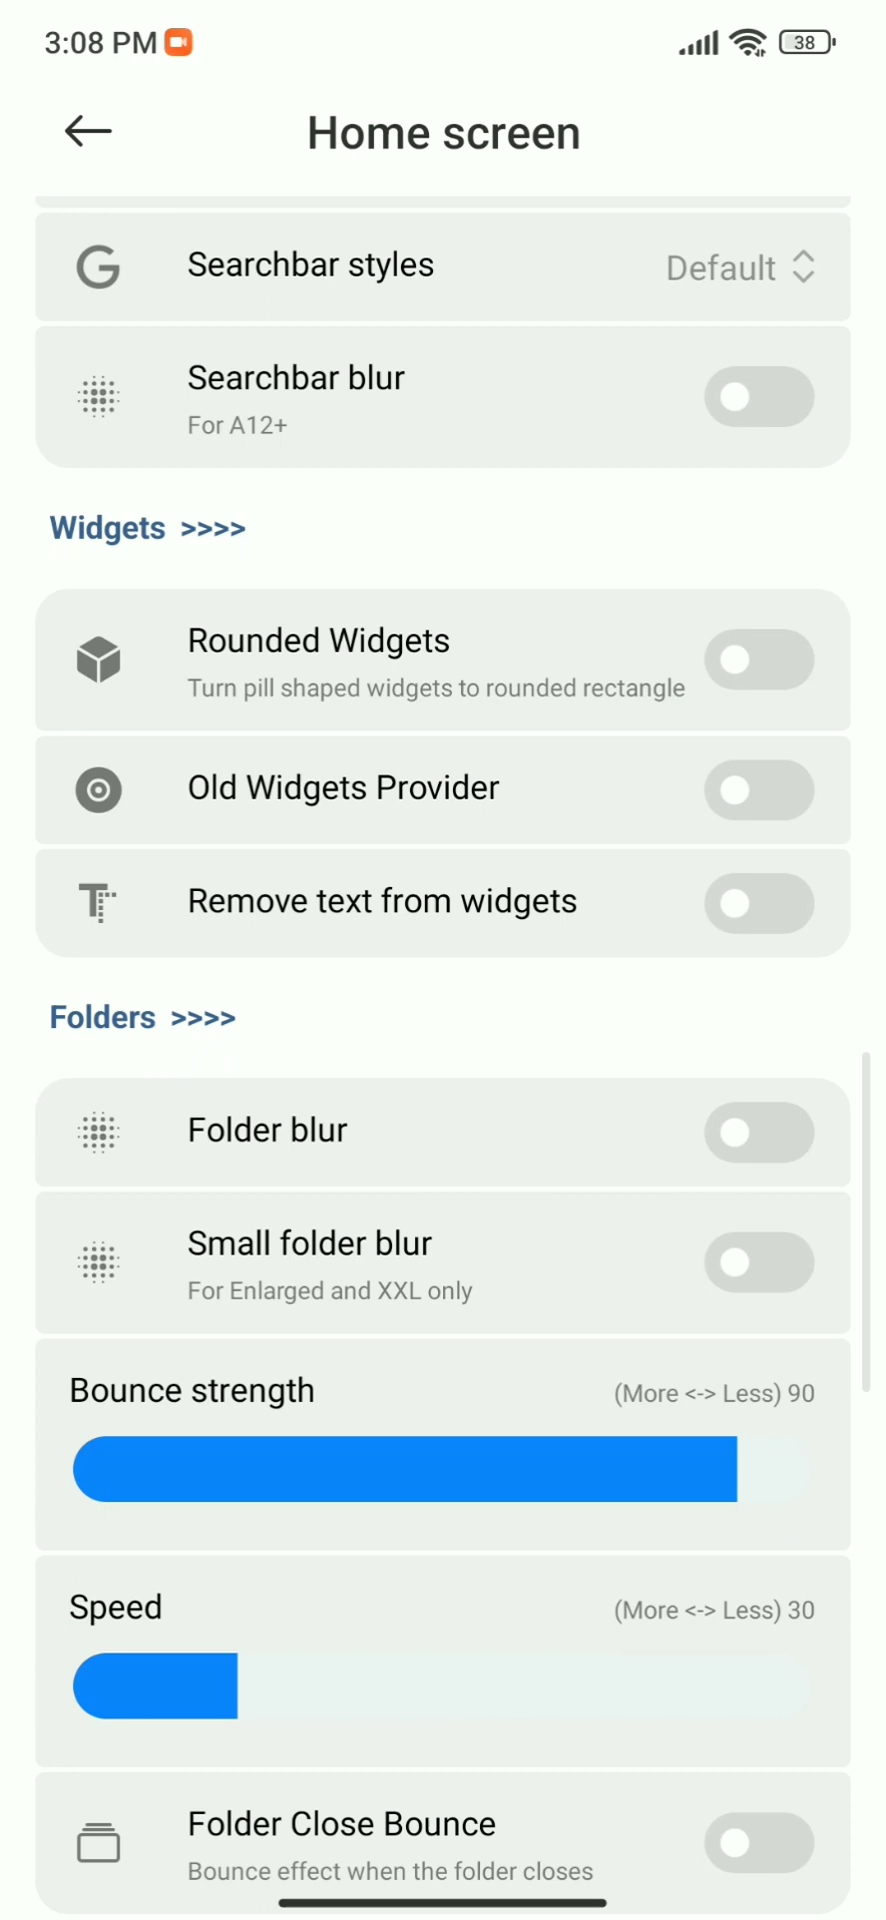 3:08 PM
38
Home screen
Searchbar styles
Default
Searchbar blur
For A12+
Widgets >>>>
Rounded Widgets
Turn pill shaped widgets to rounded rectangle
Old Widgets Provider
Remove text from widgets
Folders >>>>
Folder blur
Small folder blur
For Enlarged and XXL only
Bounce strength
(More <-> Less) 90
Speed
(More <-> Less) 30
Folder Close Bounce
Bounce effect when the folder closes